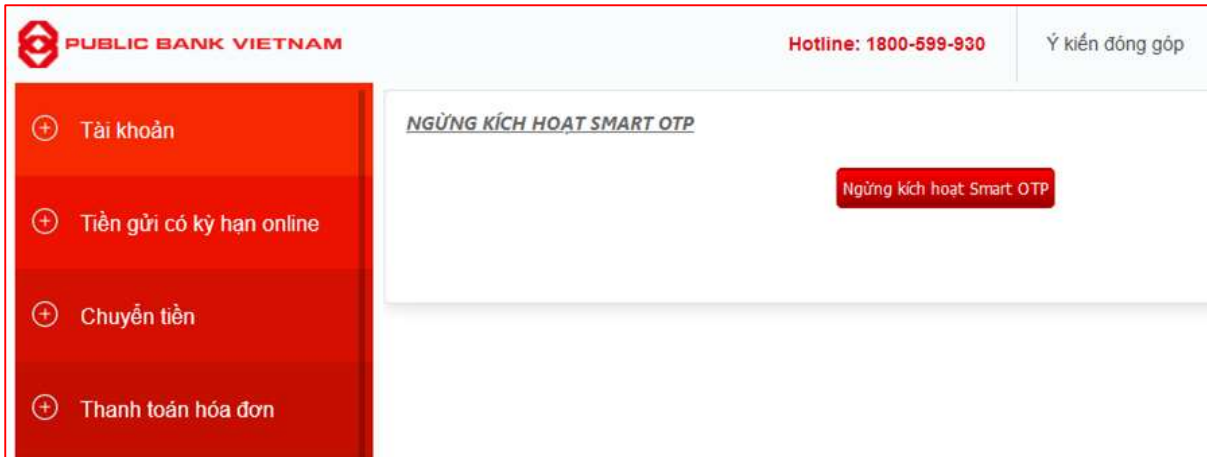 PUBLIC BANK VIETNAM
Hotline: 1800-599-930
Ý kiến đóng góp
Tài khoản
Tiền gửi có kỳ hạn online
Chuyển tiền
Thanh toán hóa đơn
NGỪNG KÍCH HOẠT SMART OTP
Ngừng kích hoạt Smart OTP